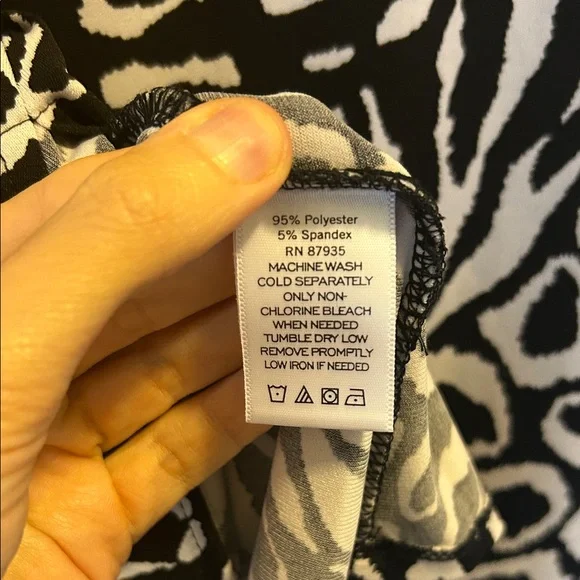 95% Polyester
5% Spandex
RN 87935
MACHINE WASH
COLD SEPARATELY
ONLY NON-
CHLORINE BLEACH
WHEN NEEDED
TUMBLE DRY LOW
REMOVE PROMPTLY
LOW IRON IF NEEDED